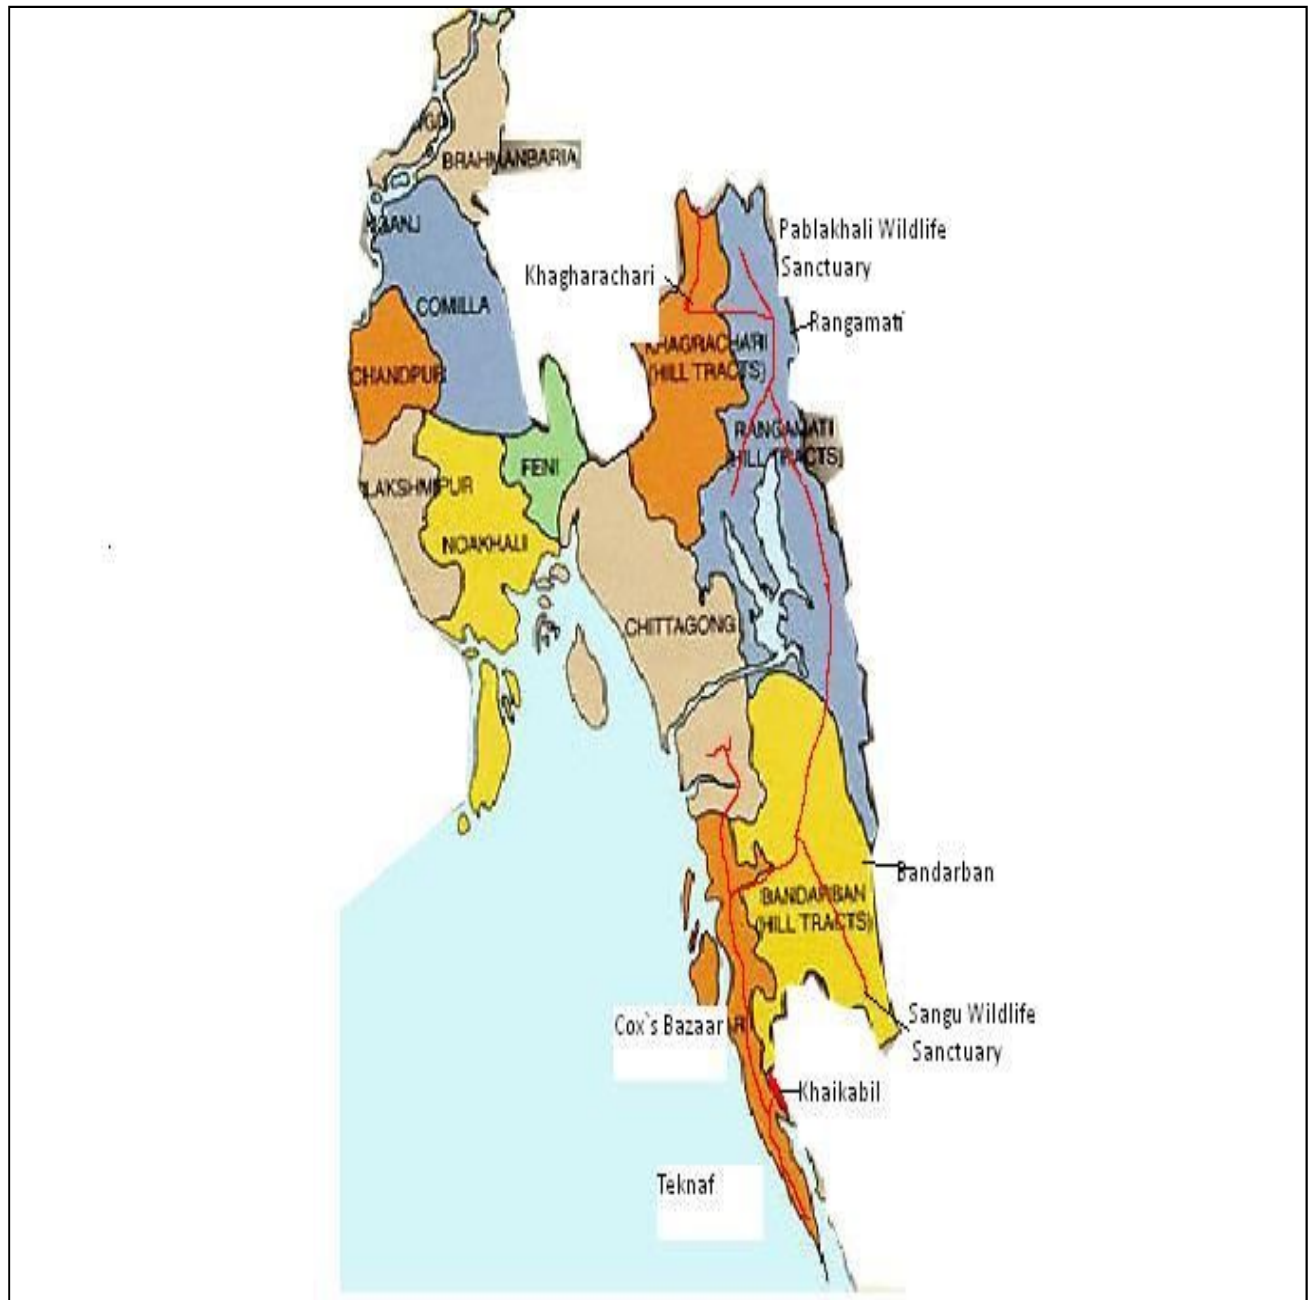 BRAHMANBARIA
COMILLA
CHANDPUR
LAKSHMIPUR
NOAKHALI
FENI
Khagharachari
KHAGRACHARI
(HILL TRACTS)
Pablakhali Wildlife
Sanctuary
Rangamati
RANGAMATI
(HILL TRACTS)
CHITTAGONG
Bandarban
BANDARBAN
(HILL TRACTS)
Cox`s Bazaar
Sangu Wildlife
Sanctuary
Khaikabil
Teknaf